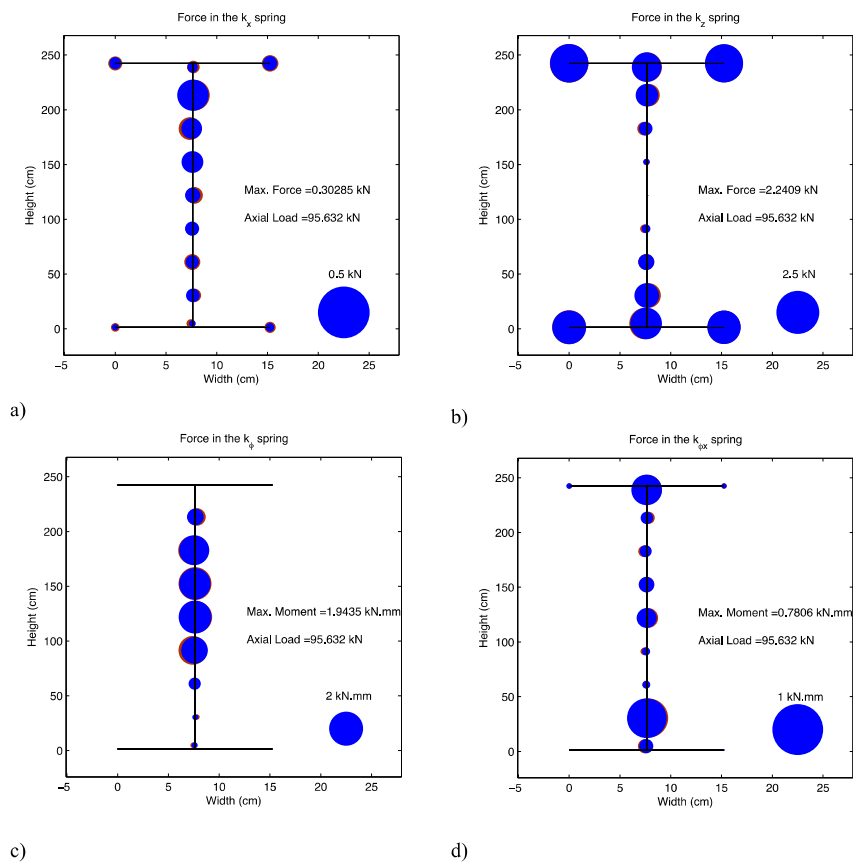 Force in the kx spring
250
200
150
100
50
0
Height (cm)
Max. Force =0.30285 kN
Axial Load =95.632 kN
0.5 kN
−5 0 5 10 15 20 25
Width (cm)
a)
Force in the kz spring
250
200
150
100
50
0
Height (cm)
Max. Force =2.2409 kN
Axial Load =95.632 kN
2.5 kN
−5 0 5 10 15 20 25
Width (cm)
b)
Force in the kϕ spring
250
200
150
100
50
0
Height (cm)
Max. Moment =1.9435 kN.mm
Axial Load =95.632 kN
2 kN.mm
−5 0 5 10 15 20 25
Width (cm)
c)
Force in the kϕx spring
250
200
150
100
50
0
Height (cm)
Max. Moment =0.7806 kN.mm
Axial Load =95.632 kN
1 kN.mm
−5 0 5 10 15 20 25
Width (cm)
d)